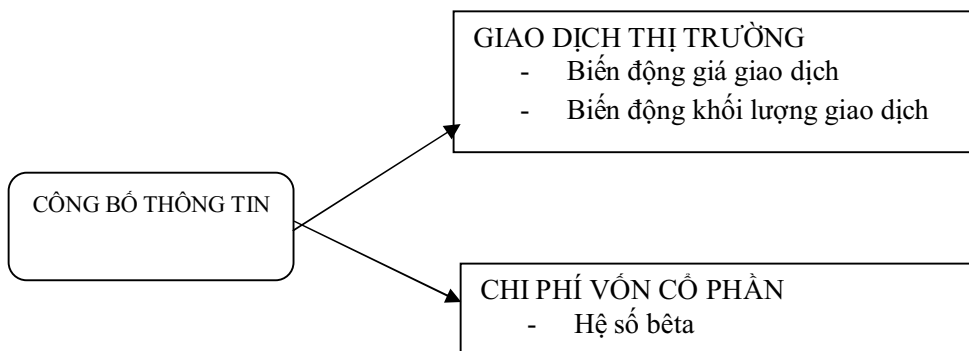 GIAO DỊCH THỊ TRƯỜNG
- Biến động giá giao dịch
- Biến động khối lượng giao dịch
CÔNG BỐ THÔNG TIN
CHI PHÍ VỐN CỔ PHẦN
- Hệ số bêta